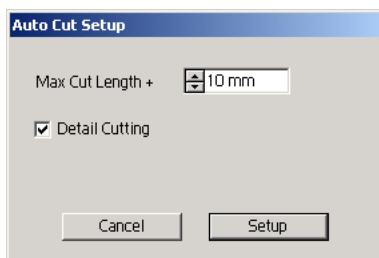 Auto Cut Setup
Max Cut Length + 10 mm
Detail Cutting
Cancel Setup